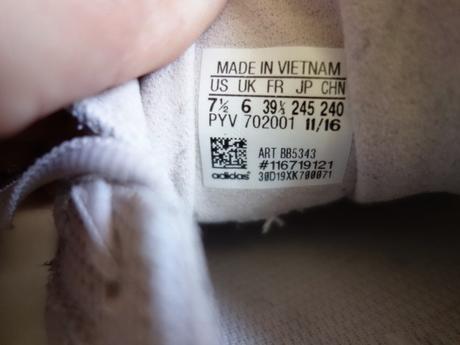 MADE IN VIETNAM
US UK FR JP CHN
7½ 6 39⅓ 245 240
PYV 702001 11/16
ART BB5343
#116719121
adidas 30D19XK700071